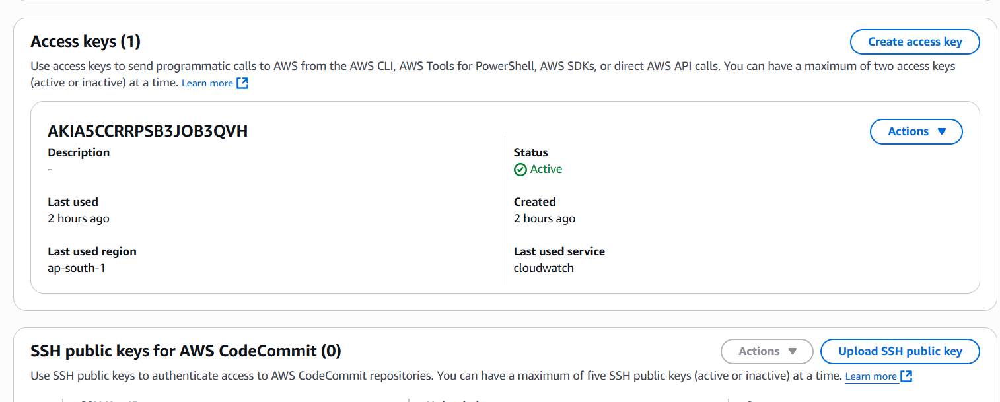 Access keys (1)
Create access key
Use access keys to send programmatic calls to AWS from the AWS CLI, AWS Tools for PowerShell, AWS SDKs, or direct AWS API calls. You can have a maximum of two access keys
(active or inactive) at a time. Learn more
AKIA5CCRRPSB3JOB3QVH
Actions
Description
-
Status
Active
Last used
2 hours ago
Created
2 hours ago
Last used region
ap-south-1
Last used service
cloudwatch
SSH public keys for AWS CodeCommit (0)
Actions
Upload SSH public key
Use SSH public keys to authenticate access to AWS CodeCommit repositories. You can have a maximum of five SSH public keys (active or inactive) at a time. Learn more